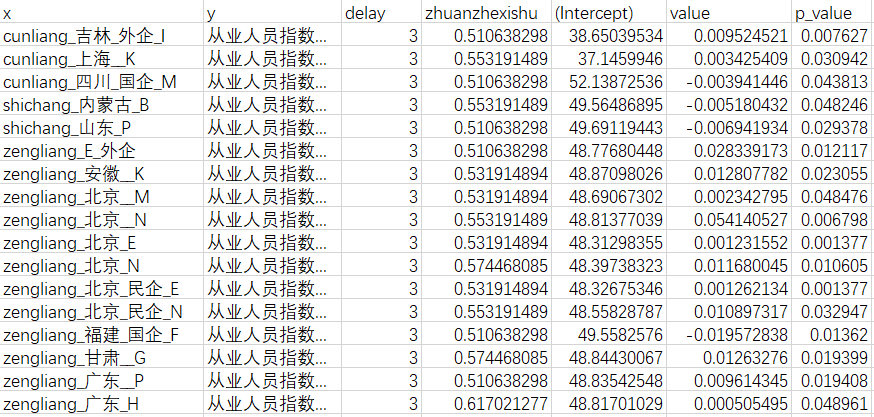 x y delay zhuanzhexishu (Intercept) value p_value
cunliang_吉林_外企_I 从业人员指数... 3 0.510638298 38.65039534 0.009524521 0.007627
cunliang_上海__K 从业人员指数... 3 0.553191489 37.1459946 0.003425409 0.030942
cunliang_四川_国企_M 从业人员指数... 3 0.510638298 52.13872536 -0.003941446 0.043813
shichang_内蒙古_B 从业人员指数... 3 0.553191489 49.56486895 -0.005180432 0.048246
shichang_山东_P 从业人员指数... 3 0.510638298 49.69119443 -0.006941934 0.029378
zengliang_E_外企 从业人员指数... 3 0.510638298 48.77680448 0.028339173 0.012117
zengliang_安徽__K 从业人员指数... 3 0.531914894 48.87098026 0.012807782 0.023055
zengliang_北京__M 从业人员指数... 3 0.531914894 48.69067302 0.002342795 0.048476
zengliang_北京__N 从业人员指数... 3 0.553191489 48.81377039 0.054140527 0.006798
zengliang_北京_E 从业人员指数... 3 0.531914894 48.31298355 0.001231552 0.001377
zengliang_北京_N 从业人员指数... 3 0.574468085 48.39738323 0.011680045 0.010605
zengliang_北京_民企_E 从业人员指数... 3 0.531914894 48.32675346 0.001262134 0.001377
zengliang_北京_民企_N 从业人员指数... 3 0.553191489 48.55828787 0.010897317 0.032947
zengliang_福建_国企_F 从业人员指数... 3 0.510638298 49.5582576 -0.019572838 0.01362
zengliang_甘肃__G 从业人员指数... 3 0.574468085 48.84430067 0.01263276 0.019399
zengliang_广东__P 从业人员指数... 3 0.510638298 48.83542548 0.009614345 0.019408
zengliang_广东_H 从业人员指数... 3 0.617021277 48.81701029 0.000505495 0.048961